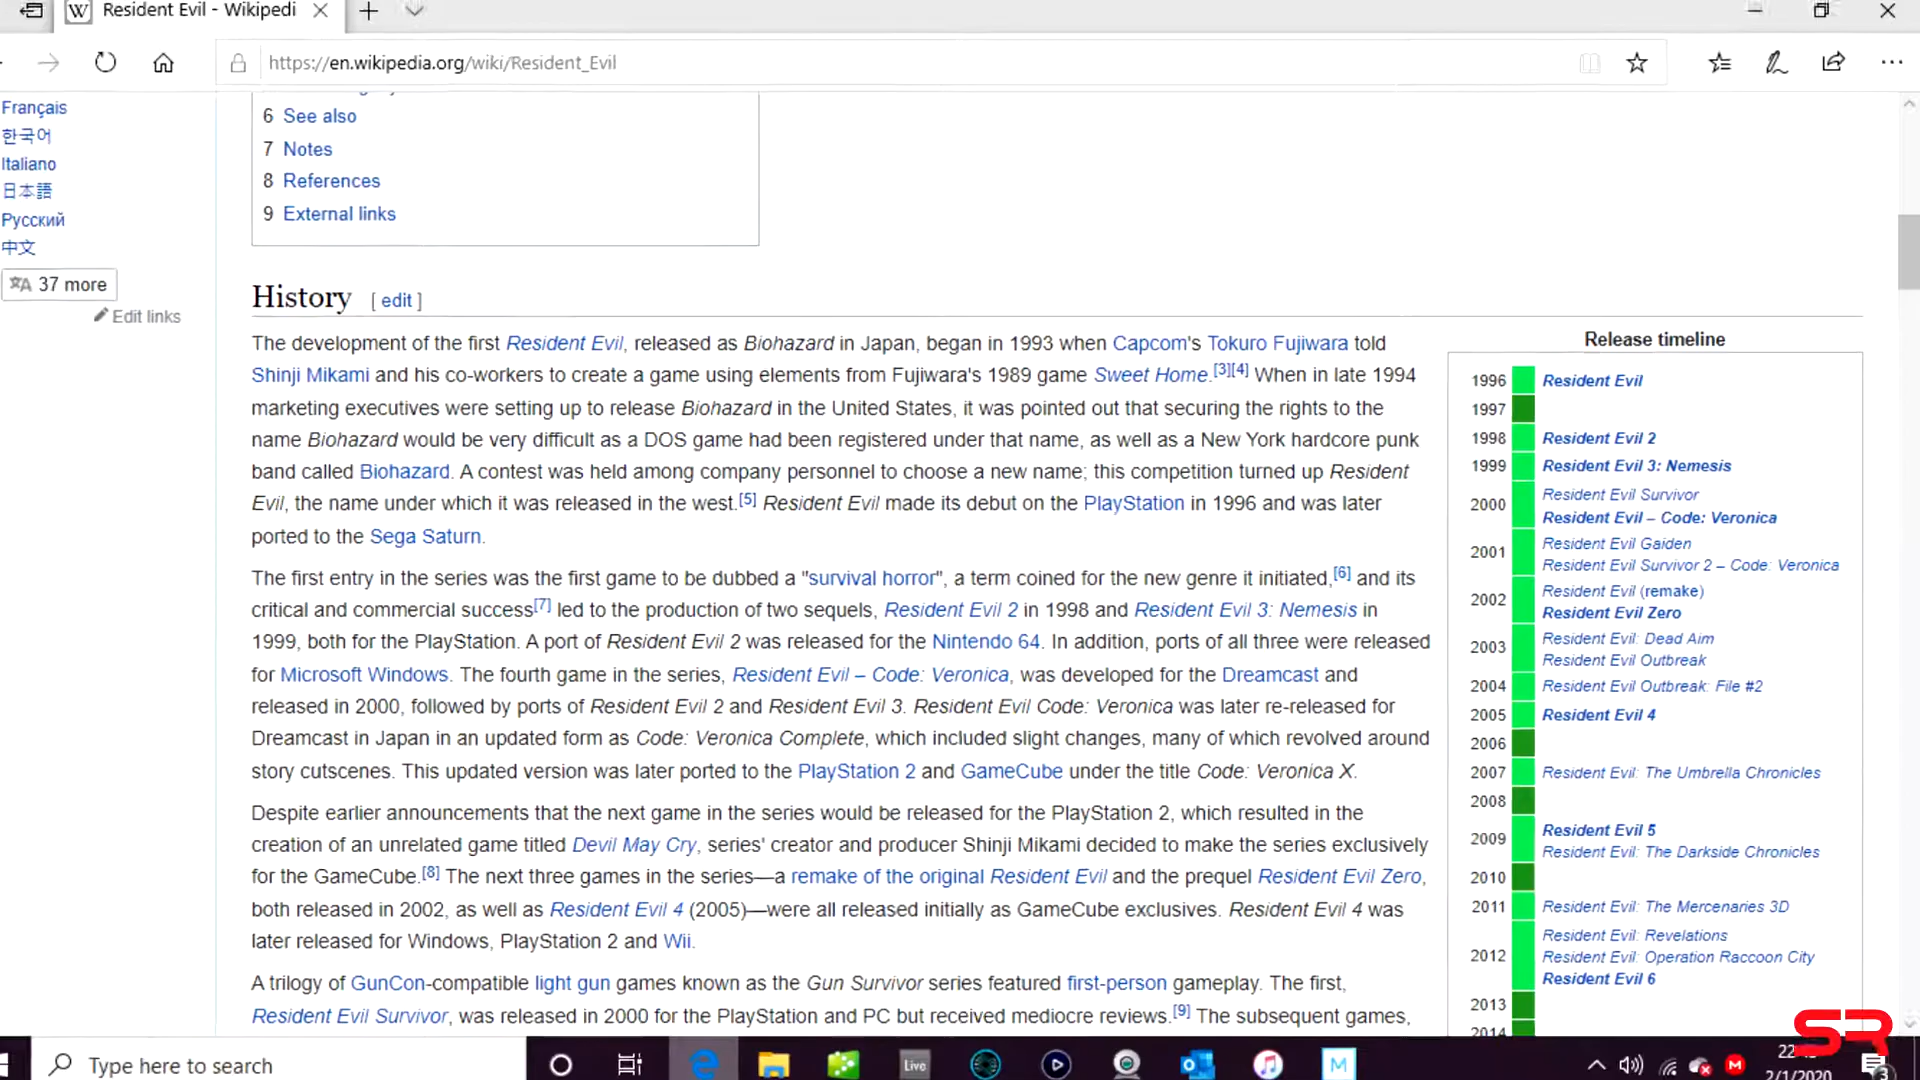 Resident Evil - Wikipedi
https://en.wikipedia.org/wiki/Resident_Evil
Français
한국어
Italiano
日本語
Русский
中文
37 more
Edit links
6 See also
7 Notes
8 References
9 External links
History [ edit ]
The development of the first Resident Evil, released as Biohazard in Japan, began in 1993 when Capcom's Tokuro Fujiwara told
Shinji Mikami and his co-workers to create a game using elements from Fujiwara's 1989 game Sweet Home.[3][4] When in late 1994
marketing executives were setting up to release Biohazard in the United States, it was pointed out that securing the rights to the
name Biohazard would be very difficult as a DOS game had been registered under that name, as well as a New York hardcore punk
band called Biohazard. A contest was held among company personnel to choose a new name; this competition turned up Resident
Evil, the name under which it was released in the west.[5] Resident Evil made its debut on the PlayStation in 1996 and was later
ported to the Sega Saturn.
The first entry in the series was the first game to be dubbed a "survival horror", a term coined for the new genre it initiated,[6] and its
critical and commercial success[7] led to the production of two sequels, Resident Evil 2 in 1998 and Resident Evil 3: Nemesis in
1999, both for the PlayStation. A port of Resident Evil 2 was released for the Nintendo 64. In addition, ports of all three were released
for Microsoft Windows. The fourth game in the series, Resident Evil – Code: Veronica, was developed for the Dreamcast and
released in 2000, followed by ports of Resident Evil 2 and Resident Evil 3. Resident Evil Code: Veronica was later re-released for
Dreamcast in Japan in an updated form as Code: Veronica Complete, which included slight changes, many of which revolved around
story cutscenes. This updated version was later ported to the PlayStation 2 and GameCube under the title Code: Veronica X.
Despite earlier announcements that the next game in the series would be released for the PlayStation 2, which resulted in the
creation of an unrelated game titled Devil May Cry, series' creator and producer Shinji Mikami decided to make the series exclusively
for the GameCube.[8] The next three games in the series—a remake of the original Resident Evil and the prequel Resident Evil Zero,
both released in 2002, as well as Resident Evil 4 (2005)—were all released initially as GameCube exclusives. Resident Evil 4 was
later released for Windows, PlayStation 2 and Wii.
A trilogy of GunCon-compatible light gun games known as the Gun Survivor series featured first-person gameplay. The first,
Resident Evil Survivor, was released in 2000 for the PlayStation and PC but received mediocre reviews.[9] The subsequent games,
Release timeline
1996 Resident Evil
1997
1998 Resident Evil 2
1999 Resident Evil 3: Nemesis
2000 Resident Evil Survivor
Resident Evil – Code: Veronica
2001 Resident Evil Gaiden
Resident Evil Survivor 2 – Code: Veronica
2002 Resident Evil (remake)
Resident Evil Zero
2003 Resident Evil: Dead Aim
Resident Evil Outbreak
2004 Resident Evil Outbreak: File #2
2005 Resident Evil 4
2006
2007 Resident Evil: The Umbrella Chronicles
2008
2009 Resident Evil 5
Resident Evil: The Darkside Chronicles
2010
2011 Resident Evil: The Mercenaries 3D
2012 Resident Evil: Revelations
Resident Evil: Operation Raccoon City
Resident Evil 6
2013
2014
SR
Type here to search
Live
M
M
22
2/1/2020
3